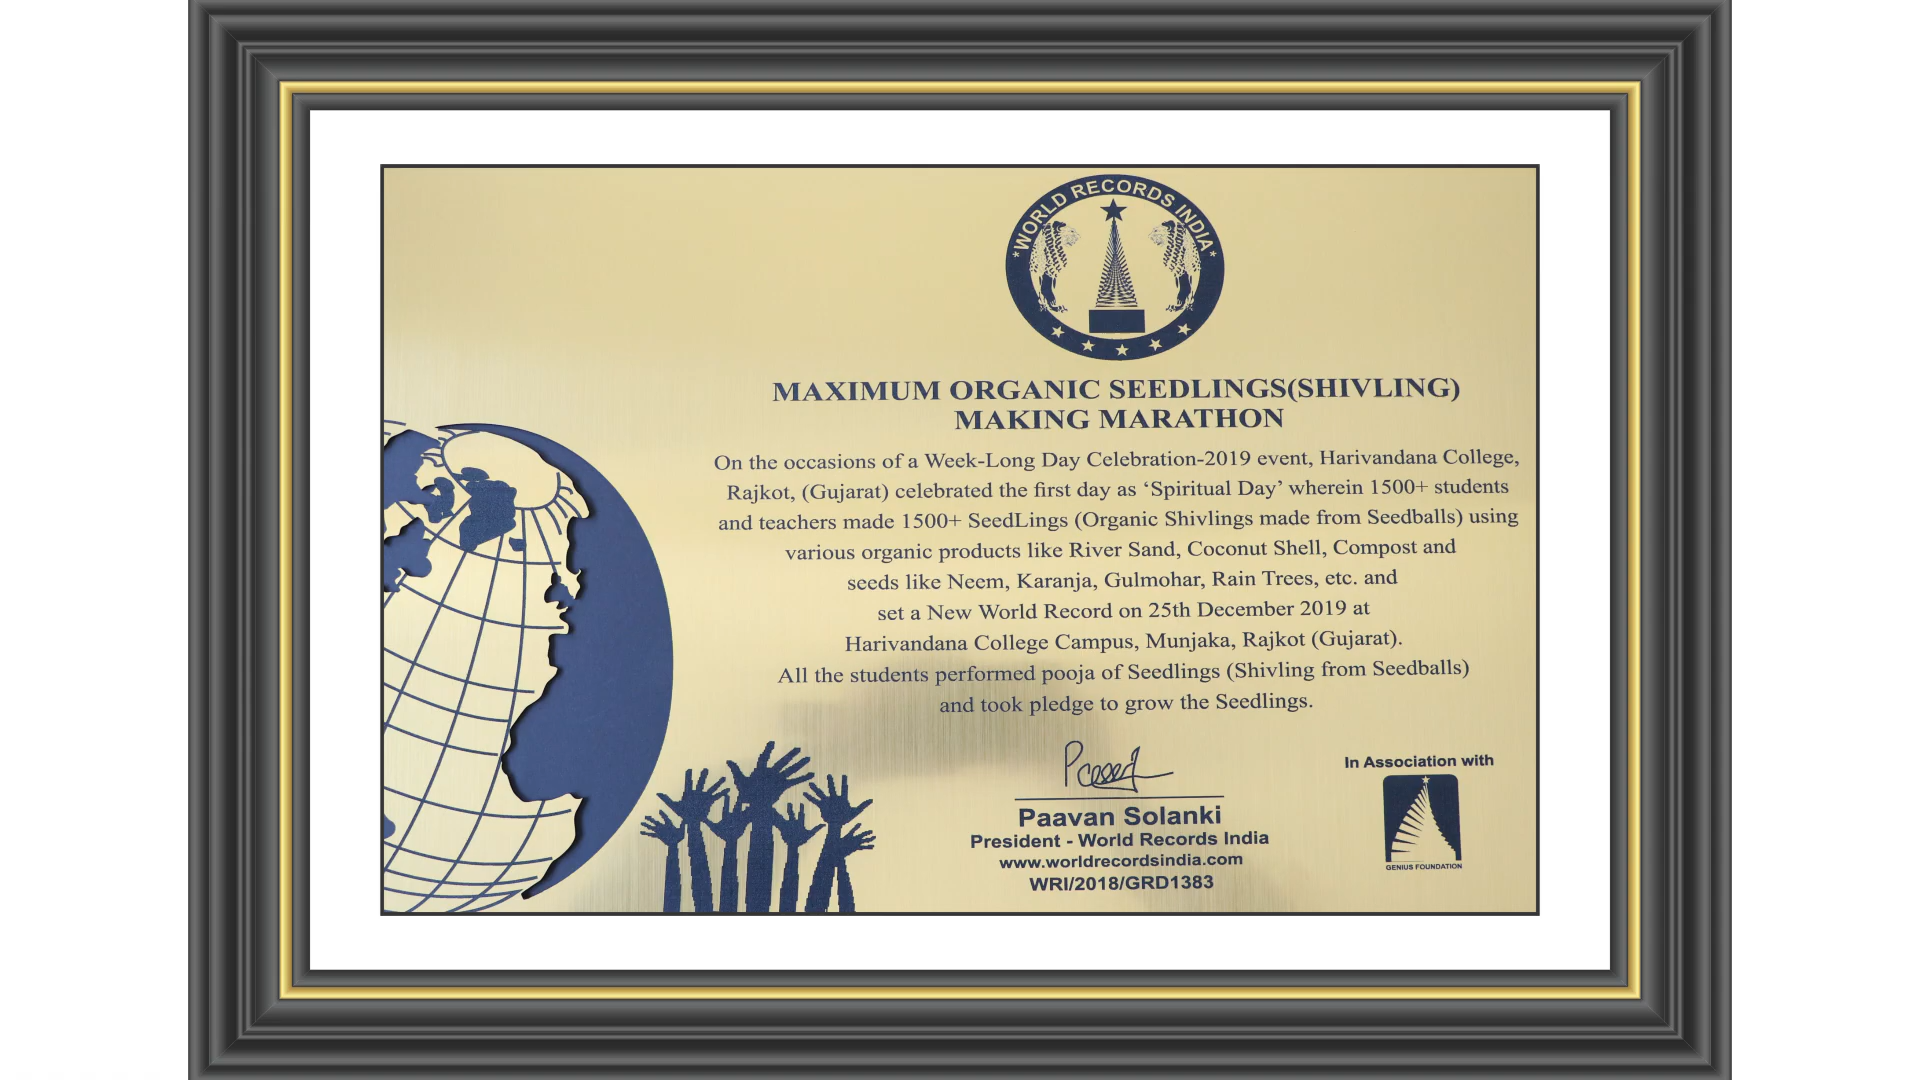 *WORLD RECORDS INDIA*
MAXIMUM ORGANIC SEEDLINGS(SHIVLING)
MAKING MARATHON
On the occasions of a Week-Long Day Celebration-2019 event, Harivandana College,
Rajkot, (Gujarat) celebrated the first day as ‘Spiritual Day’ wherein 1500+ students
and teachers made 1500+ SeedLings (Organic Shivlings made from Seedballs) using
various organic products like River Sand, Coconut Shell, Compost and
seeds like Neem, Karanja, Gulmohar, Rain Trees, etc. and
set a New World Record on 25th December 2019 at
Harivandana College Campus, Munjaka, Rajkot (Gujarat).
All the students performed pooja of Seedlings (Shivling from Seedballs)
and took pledge to grow the Seedlings.
Paavan Solanki
President - World Records India
www.worldrecordsindia.com
WRI/2018/GRD1383
In Association with
GENIUS FOUNDATION